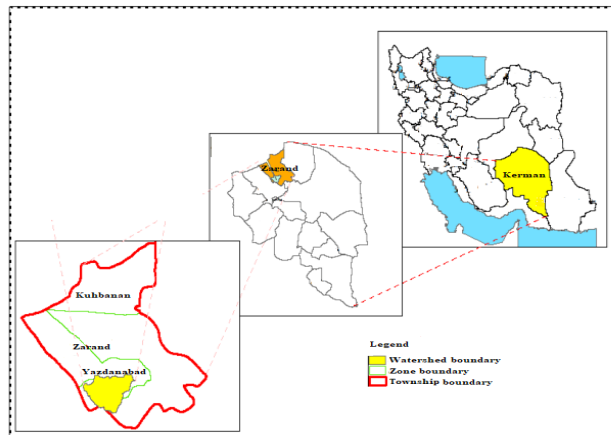 Kerman
Zarand
Kuhbanan
Zarand
Yazdanabad
Legend
Watershed boundary
Zone boundary
Township boundary